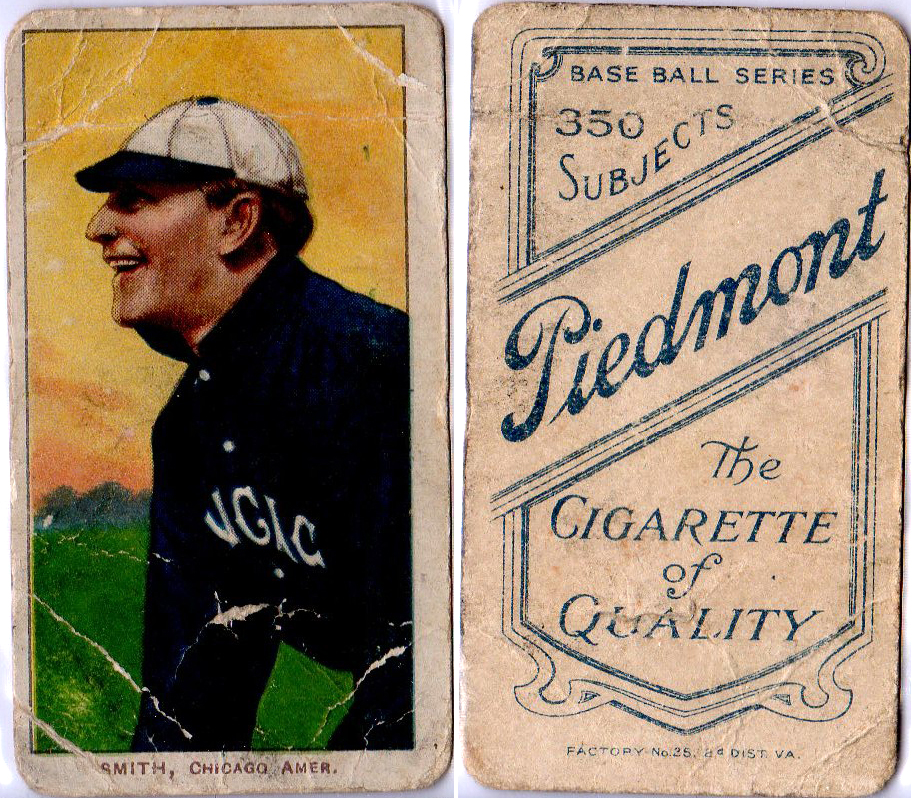 SMITH, CHICAGO AMER.
BASE BALL SERIES
350
SUBJECTS
Piedmont
The
CIGARETTE
of
QUALITY
FACTORY No. 25, 2d DIST. VA.